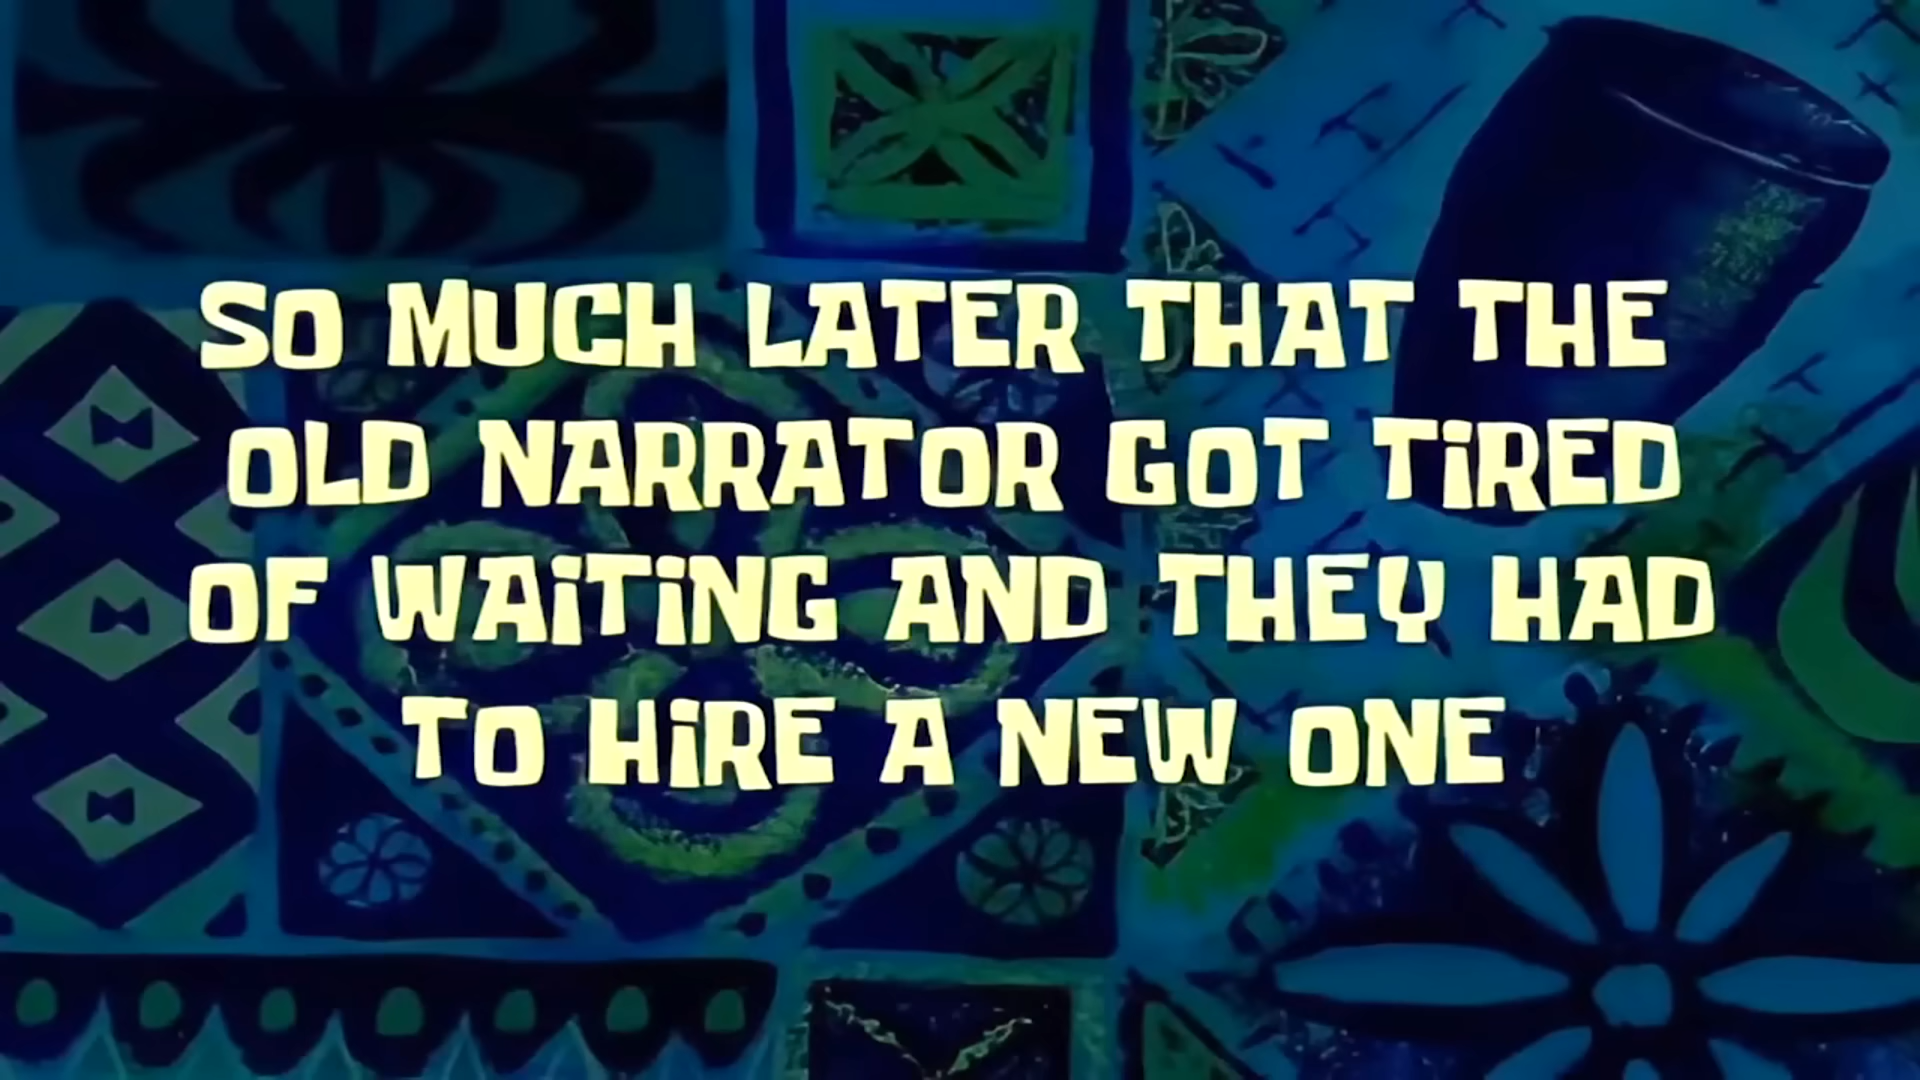 SO MUCH LATER THAT THE
OLD NARRATOR GOT TiRED
OF WAiTiNG AND THEY HAD
TO HiRE A NEW ONE